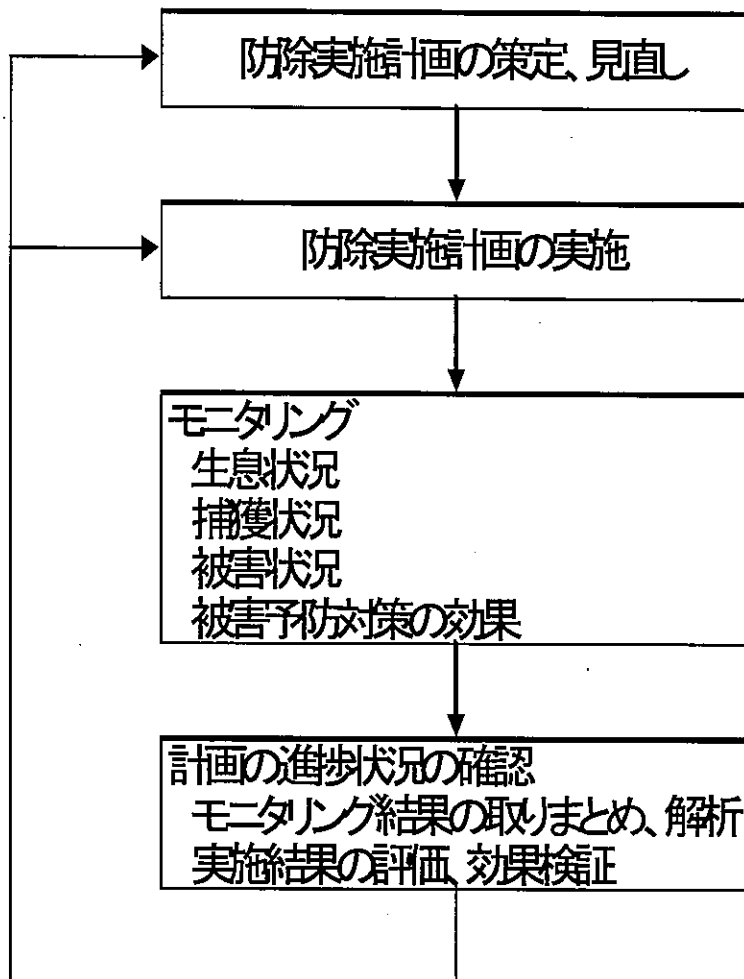 防除実施計画の策定、見直し
防除実施計画の実施
モニタリング
生息状況
捕獲状況
被害状況
被害予防対策の効果
計画の進捗状況の確認
モニタリング結果の取りまとめ、解析
実施結果の評価、効果検証